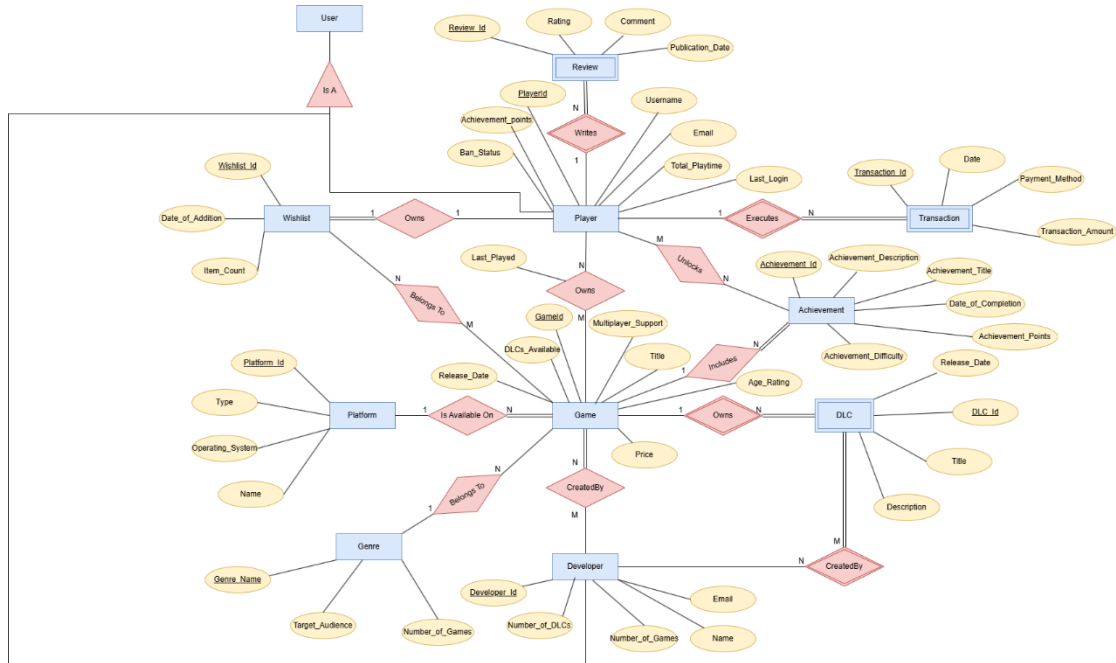 User
Review_Id
Rating
Comment
Publication_Date
Review
Is A
PlayerId
Username
Achievement_points
N
Writes
Email
Ban_Status
1
Total_Playtime
Last_Login
Wishlist_Id
Transaction_Id
Date
Payment_Method
Date_of_Addition
Wishlist
1
Owns
1
Player
1
Executes
N
Transaction
Transaction_Amount
Item_Count
Last_Played
N
M
Unlocks
N
Achievement_Id
Achievement_Description
Achievement_Title
Owns
Belongs To
N
M
GameId
M
Multiplayer_Support
Achievement
Date_of_Completion
Achievement_Points
DLCs_Available
Title
Includes
N
1
Achievement_Difficulty
Platform_Id
Release_Date
Age_Rating
Release_Date
Type
Platform
1
Is Available On
N
Game
1
Owns
N
DLC
DLC_Id
Operating_System
Price
Title
Name
N
Belongs To
1
N
CreatedBy
M
Description
Genre
M
Developer
N
CreatedBy
Genre_Name
Developer_Id
Email
Target_Audience
Number_of_Games
Number_of_DLCs
Number_of_Games
Name